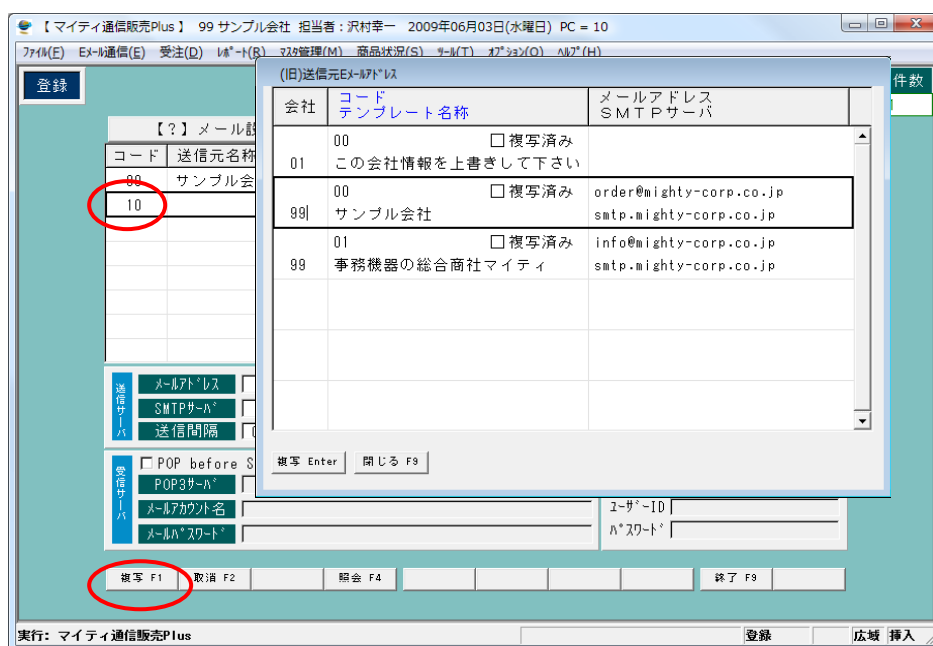 【 マイティ通信販売Plus 】 99 サンプル会社 担当者：沢村幸一 2009年06月03日(水曜日) PC = 10
ﾌｧｲﾙ(F) Eﾒｰﾙ通信(E) 受注(D) ﾚﾎﾟｰﾄ(R) ﾏｽﾀ管理(M) 商品状況(S) ﾂｰﾙ(T) ｵﾌﾟｼｮﾝ(O) ﾍﾙﾌﾟ(H)
登録
件数
(旧)送信元Eﾒｰﾙｱﾄﾞﾚｽ
会社 コード メールアドレス
テンプレート名称 SMTPサーバ
00 □複写済み
01 この会社情報を上書きして下さい
00 □複写済み order@mighty-corp.co.jp
99 サンプル会社 smtp.mighty-corp.co.jp
01 □複写済み info@mighty-corp.co.jp
99 事務機器の総合商社マイティ smtp.mighty-corp.co.jp
複写 Enter 閉じる F9
【？】メール設
コード 送信元名称
00 サンプル会
10
送信サーバ
ﾒｰﾙｱﾄﾞﾚｽ
SMTPｻｰﾊﾞ
送信間隔
受信サーバ
□ POP before S
POP3ｻｰﾊﾞ
ﾒｰﾙｱｶｳﾝﾄ名
ﾒｰﾙﾊﾟｽﾜｰﾄﾞ
ﾕｰｻﾞｰID
ﾊﾟｽﾜｰﾄﾞ
複写 F1 取消 F2 照会 F4 終了 F9
実行: マイティ通信販売Plus 登録 広域 挿入